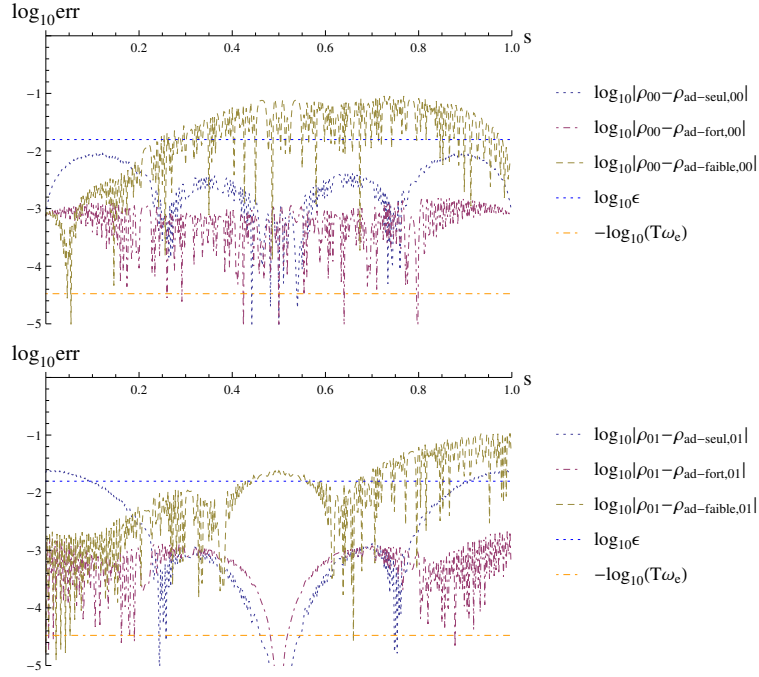 log₁₀err
0.2 0.4 0.6 0.8 1.0 s
-1
-2
-3
-4
-5
log₁₀|ρ₀₀−ρad−seul,00|
log₁₀|ρ₀₀−ρad−fort,00|
log₁₀|ρ₀₀−ρad−faible,00|
log₁₀ϵ
−log₁₀(Tωₑ)
log₁₀err
0.2 0.4 0.6 0.8 1.0 s
-1
-2
-3
-4
-5
log₁₀|ρ₀₁−ρad−seul,01|
log₁₀|ρ₀₁−ρad−fort,01|
log₁₀|ρ₀₁−ρad−faible,01|
log₁₀ϵ
−log₁₀(Tωₑ)